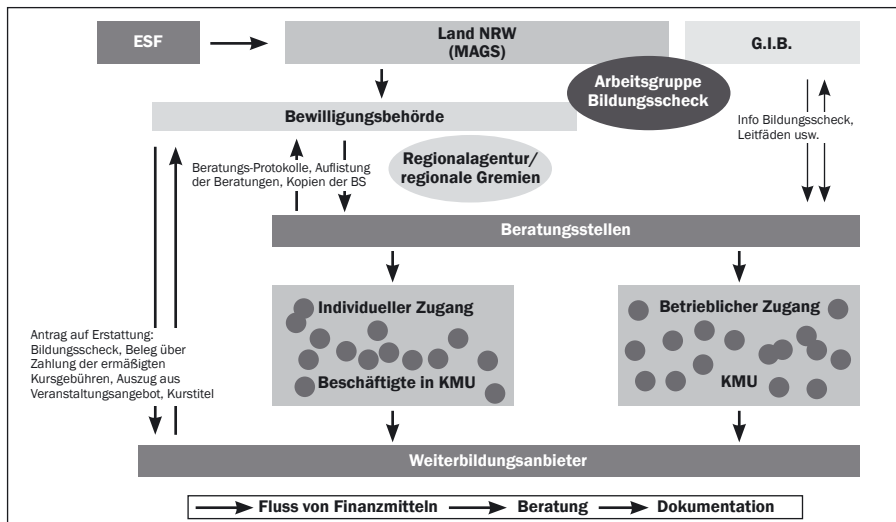 ESF
Land NRW
(MAGS)
G.I.B.
Arbeitsgruppe
Bildungsscheck
Bewilligungsbehörde
Info Bildungsscheck,
Leitfäden usw.
Beratungs-Protokolle, Auflistung
der Beratungen, Kopien der BS
Regionalagentur/
regionale Gremien
Beratungsstellen
Individueller Zugang
Beschäftigte in KMU
Betrieblicher Zugang
KMU
Antrag auf Erstattung:
Bildungsscheck, Beleg über
Zahlung der ermäßigten
Kursgebühren, Auszug aus
Veranstaltungsangebot, Kurstitel
Weiterbildungsanbieter
Fluss von Finanzmitteln Beratung Dokumentation